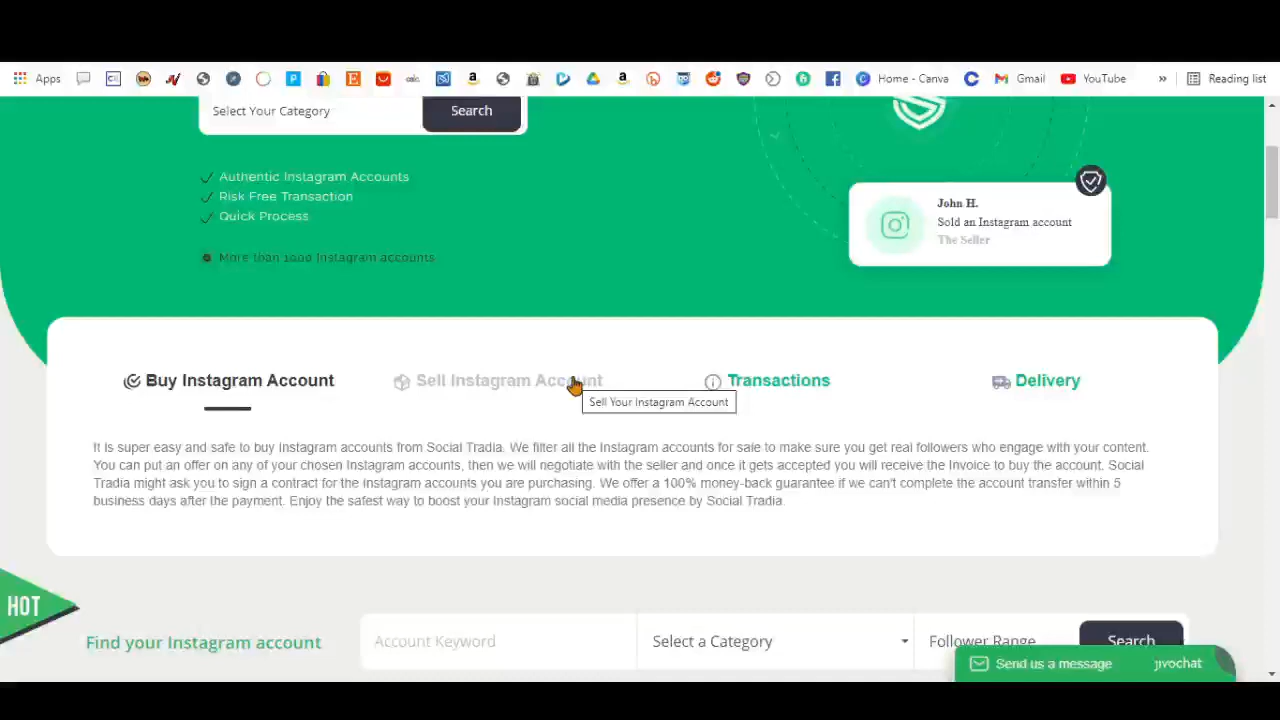 Apps
Home - Canva
Gmail
YouTube
»
Reading list
Select Your Category
Search
Authentic Instagram Accounts
Risk Free Transaction
Quick Process
More than 1000 Instagram accounts
John H.
Sold an Instagram account
The Seller
Buy Instagram Account
Sell Instagram Account
Transactions
Delivery
Sell Your Instagram Account
It is super easy and safe to buy Instagram accounts from Social Tradia. We filter all the Instagram accounts for sale to make sure you get real followers who engage with your content.
You can put an offer on any of your chosen Instagram accounts, then we will negotiate with the seller and once it gets accepted you will receive the Invoice to buy the account. Social
Tradia might ask you to sign a contract for the Instagram accounts you are purchasing. We offer a 100% money-back guarantee if we can't complete the account transfer within 5
business days after the payment. Enjoy the safest way to boost your Instagram social media presence by Social Tradia.
HOT
Find your Instagram account
Account Keyword
Select a Category
Follower Range
Search
Send us a message
jivochat